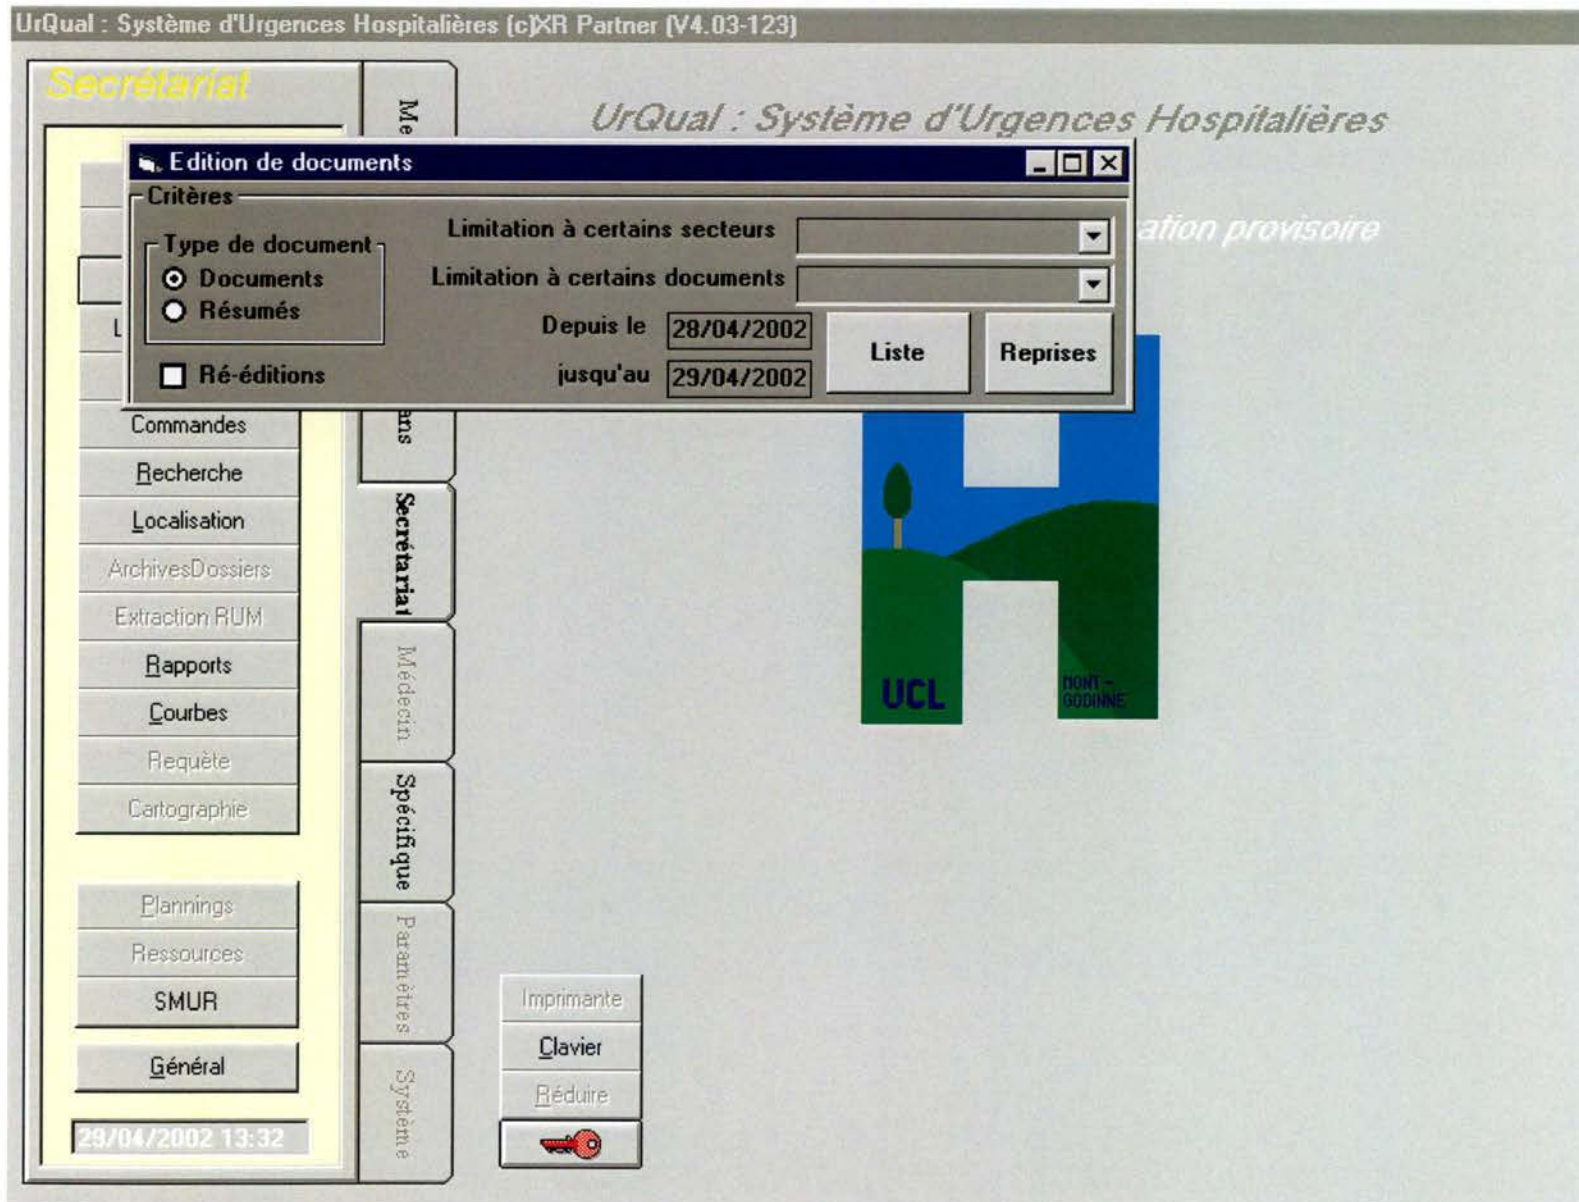 UrQual : Système d'Urgences Hospitalières (c)XR Partner (V4.03-123)
Secrétariat
UrQual : Système d'Urgences Hospitalières
Edition de documents
Critères
Type de document
Documents
Résumés
Ré-éditions
Limitation à certains secteurs
Limitation à certains documents
Depuis le 28/04/2002
jusqu'au 29/04/2002
Liste
Reprises
ation provisoire
L
Commandes
Recherche
Localisation
ArchivesDossiers
Extraction RUM
Rapports
Courbes
Requête
Cartographie
Plannings
Ressources
SMUR
Général
29/04/2002 13:32
Me
ans
Secrétariat
Médecin
Spécifique
Paramètres
Système
Imprimante
Clavier
Réduire
UCL
MONT -
GODINNE